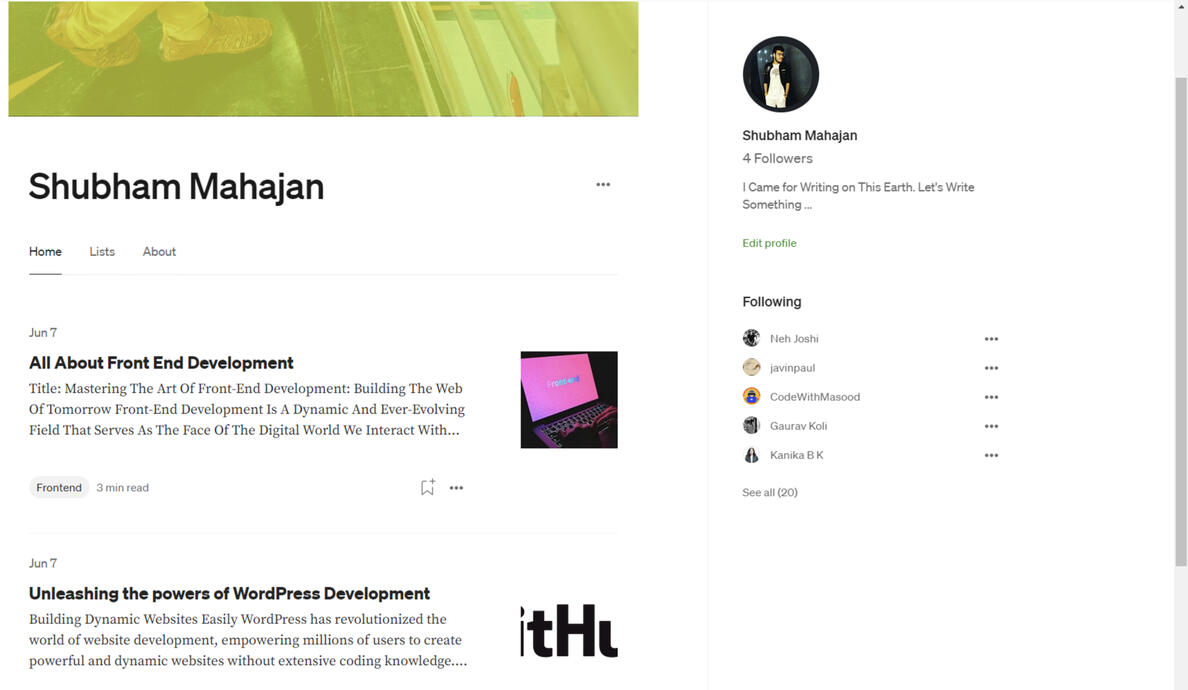 Shubham Mahajan
Home
Lists
About
Jun 7
All About Front End Development
Title: Mastering The Art Of Front-End Development: Building The Web
Of Tomorrow Front-End Development Is A Dynamic And Ever-Evolving
Field That Serves As The Face Of The Digital World We Interact With...
Front-end
Frontend
3 min read
Jun 7
Unleashing the powers of WordPress Development
Building Dynamic Websites Easily WordPress has revolutionized the
world of website development, empowering millions of users to create
powerful and dynamic websites without extensive coding knowledge....
itHu
Shubham Mahajan
4 Followers
I Came for Writing on This Earth. Let's Write
Something ...
Edit profile
Following
Neh Joshi
javinpaul
CodeWithMasood
Gaurav Koli
Kanika B K
See all (20)